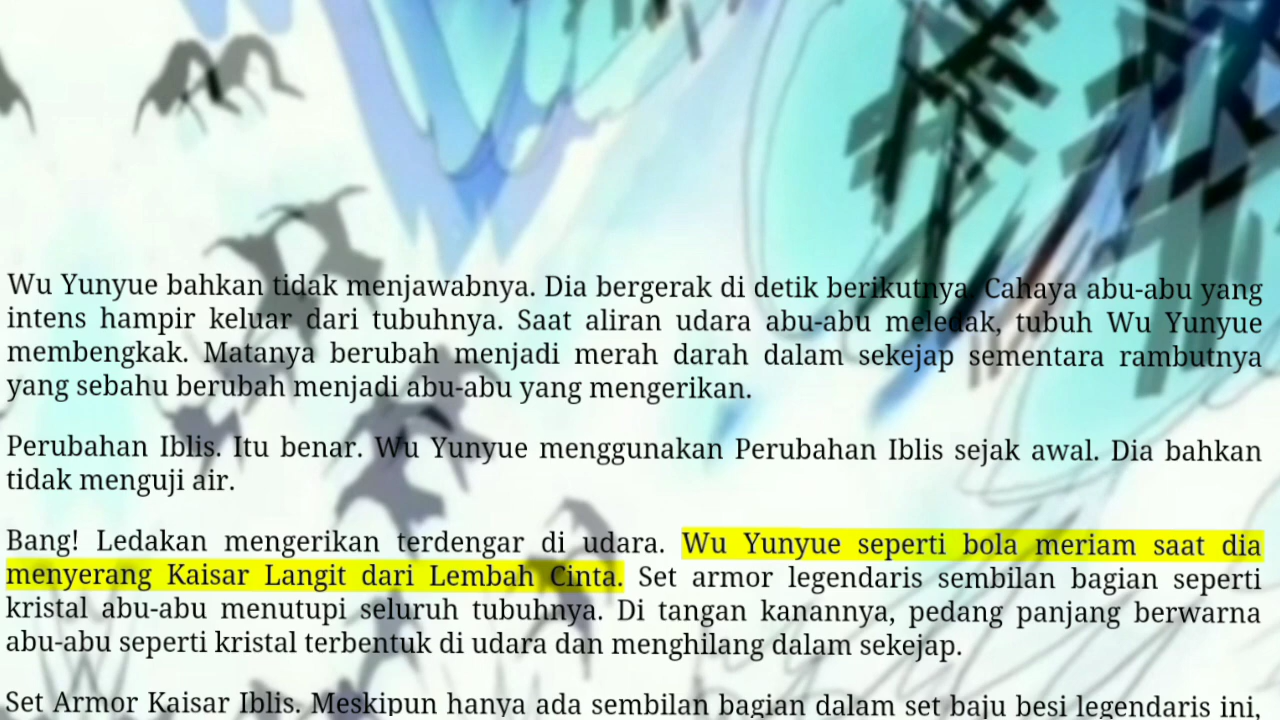 Wu Yunyue bahkan tidak menjawabnya. Dia bergerak di detik berikutnya. Cahaya abu-abu yang
intens hampir keluar dari tubuhnya. Saat aliran udara abu-abu meledak, tubuh Wu Yunyue
membengkak. Matanya berubah menjadi merah darah dalam sekejap sementara rambutnya
yang sebahu berubah menjadi abu-abu yang mengerikan.
Perubahan Iblis. Itu benar. Wu Yunyue menggunakan Perubahan Iblis sejak awal. Dia bahkan
tidak menguji air.
Bang! Ledakan mengerikan terdengar di udara. Wu Yunyue seperti bola meriam saat dia
menyerang Kaisar Langit dari Lembah Cinta. Set armor legendaris sembilan bagian seperti
kristal abu-abu menutupi seluruh tubuhnya. Di tangan kanannya, pedang panjang berwarna
abu-abu seperti kristal terbentuk di udara dan menghilang dalam sekejap.
Set Armor Kaisar Iblis. Meskipun hanya ada sembilan bagian dalam set baju besi legendaris ini,